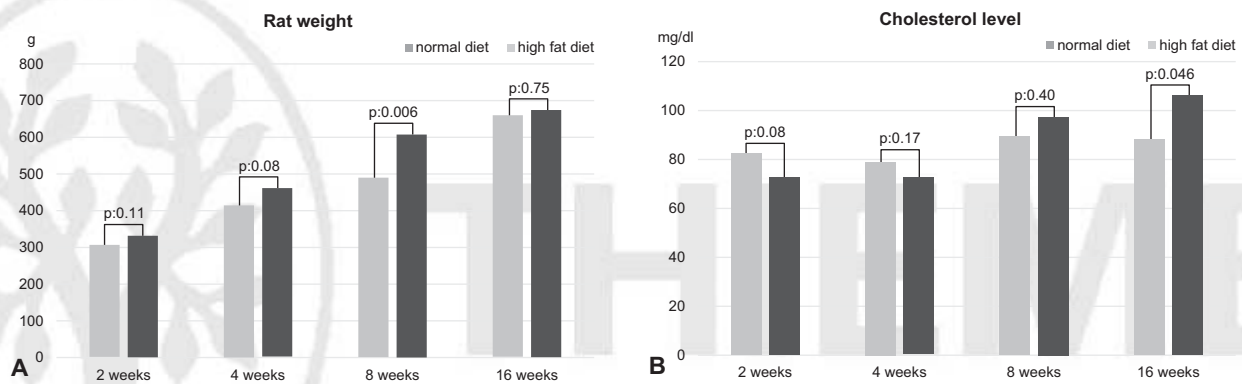 Rat weight
g
normal diet high fat diet
800
700
600
500
400
300
200
100
0
p:0.11
p:0.08
p:0.006
p:0.75
2 weeks 4 weeks 8 weeks 16 weeks
A
Cholesterol level
mg/dl
normal diet high fat diet
120
100
80
60
40
20
0
p:0.08
p:0.17
p:0.40
p:0.046
2 weeks 4 weeks 8 weeks 16 weeks
B
THIEME